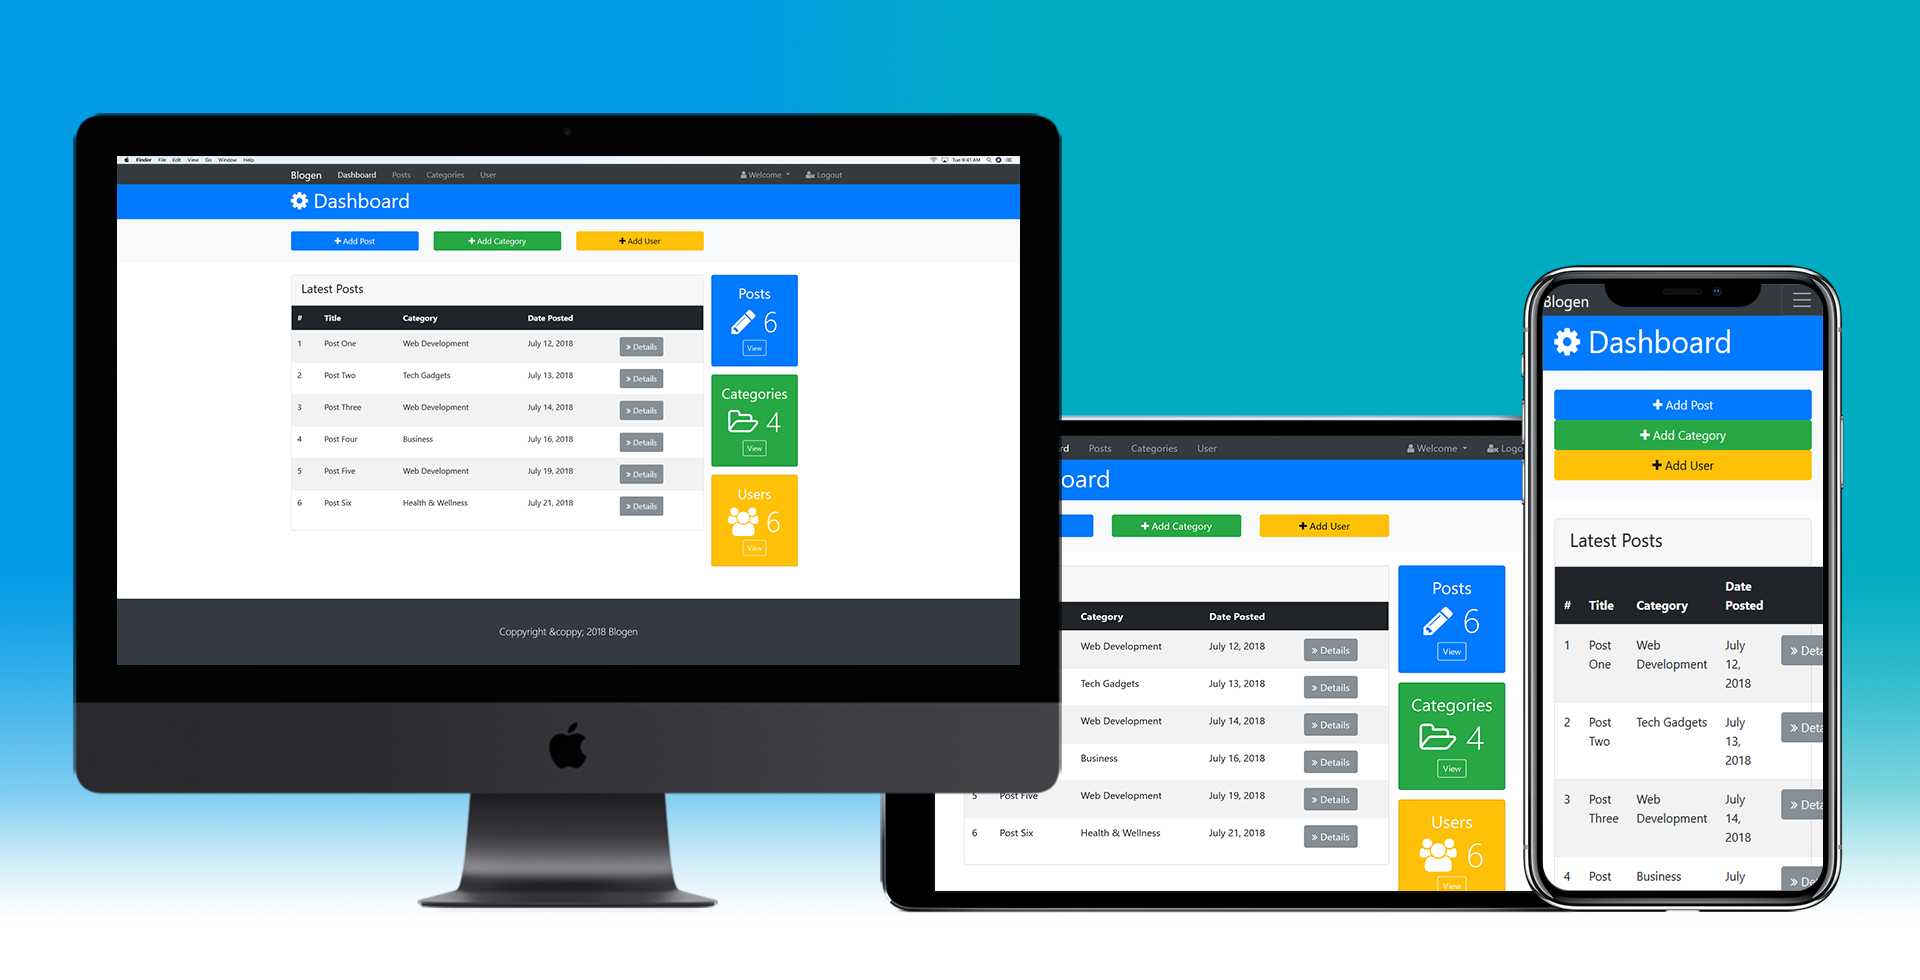 Finder File Edit View Go Window Help
Tue 9:41 AM
Blogen Dashboard Posts Categories User Welcome Logout
Dashboard
Add Post Add Category Add User
Latest Posts
# Title Category Date Posted
1 Post One Web Development July 12, 2018 » Details
2 Post Two Tech Gadgets July 13, 2018 » Details
3 Post Three Web Development July 14, 2018 » Details
4 Post Four Business July 16, 2018 » Details
5 Post Five Web Development July 19, 2018 » Details
6 Post Six Health & Wellness July 21, 2018 » Details
Posts
6
View
Categories
4
View
Users
6
View
Coppyright &coppy; 2018 Blogen
rd Posts Categories User Welcome Logo
oard
Add Category Add User
Category Date Posted
Web Development July 12, 2018 » Details
Tech Gadgets July 13, 2018 » Details
Web Development July 14, 2018 » Details
Business July 16, 2018 » Details
5 Post Five Web Development July 19, 2018 » Details
6 Post Six Health & Wellness July 21, 2018 » Details
Posts
6
View
Categories
4
View
Users
6
View
Blogen
Dashboard
Add Post
Add Category
Add User
Latest Posts
Date
# Title Category Posted
1 Post Web July » Deta
One Development 12,
2018
2 Post Tech Gadgets July » Deta
Two 13,
2018
3 Post Web July » Deta
Three Development 14,
2018
4 Post Business July » De